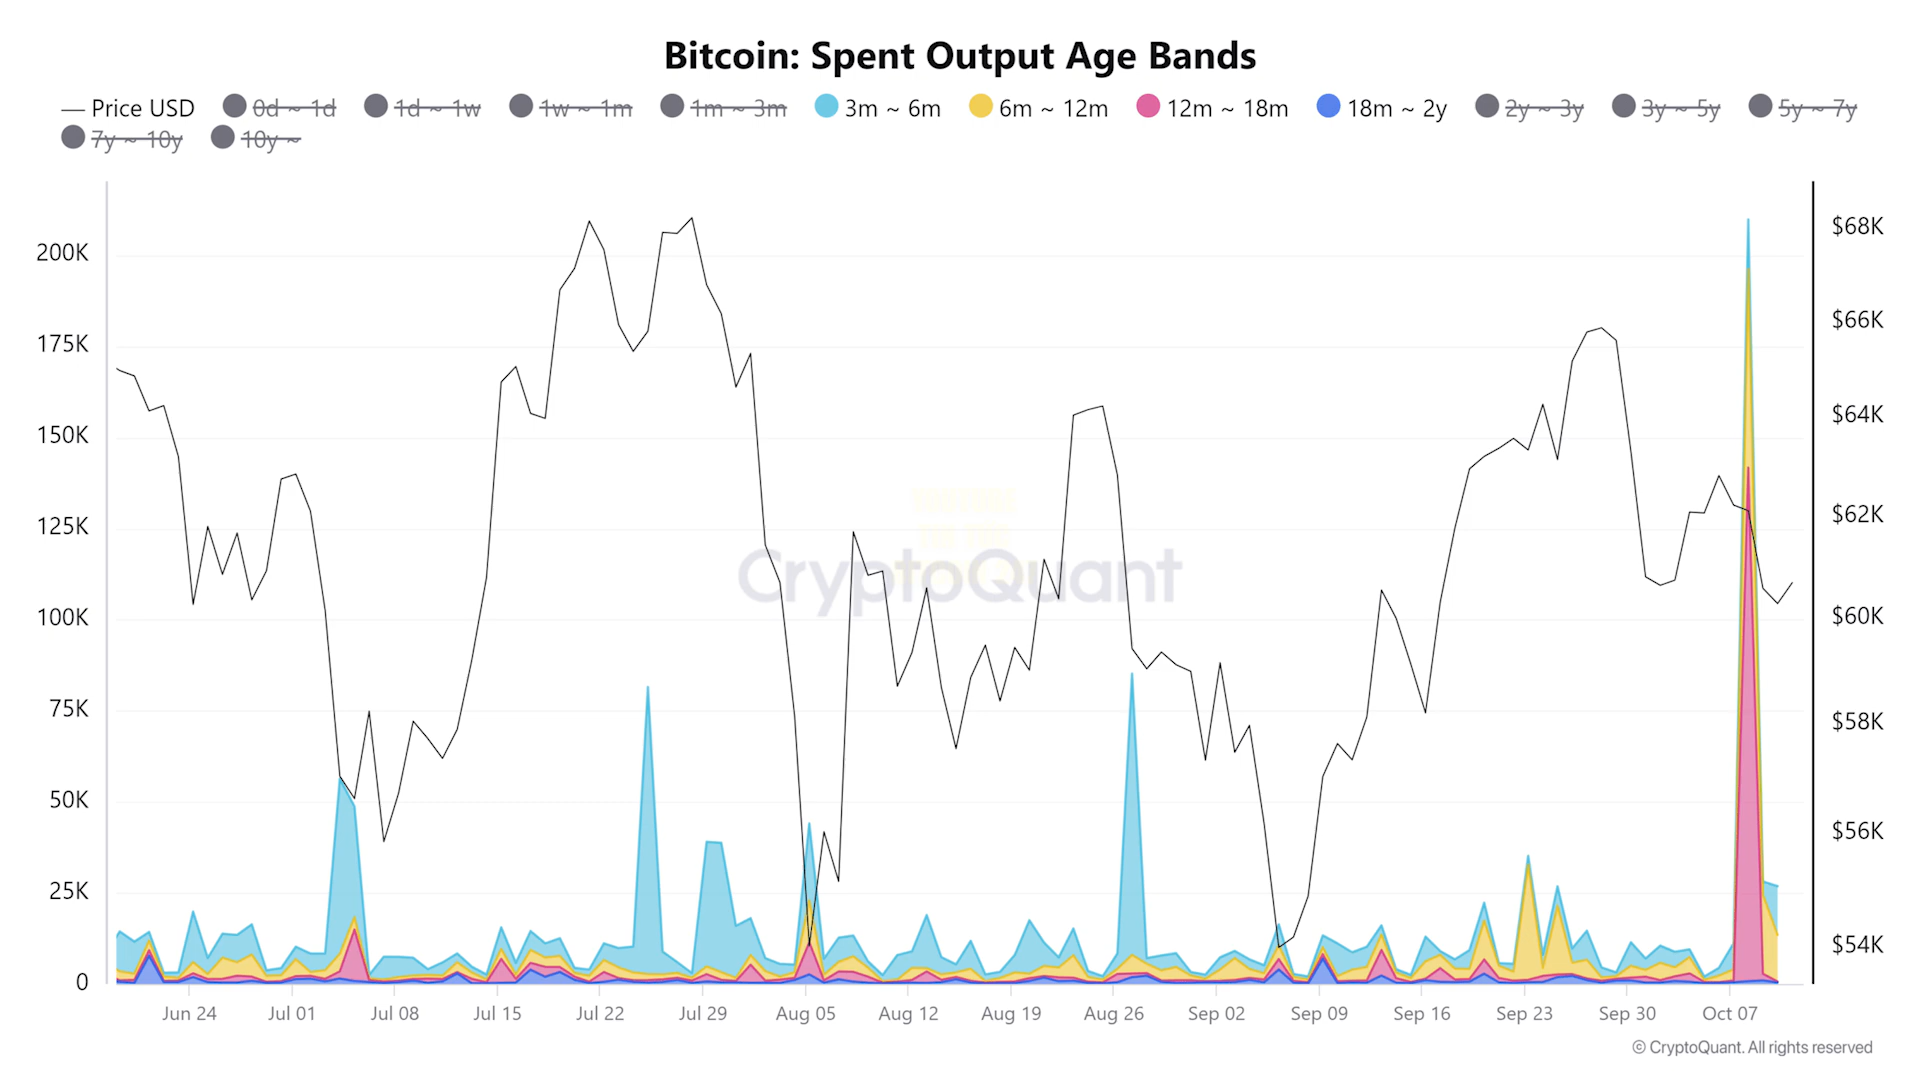 Bitcoin: Spent Output Age Bands
Price USD 0d ~ 1d 1d ~ 1w 1w ~ 1m 1m ~ 3m 3m ~ 6m 6m ~ 12m 12m ~ 18m 18m ~ 2y 2y ~ 3y 3y ~ 5y 5y ~ 7y
7y ~ 10y 10y ~
200K
175K
150K
125K
100K
75K
50K
25K
0
$68K
$66K
$64K
$62K
$60K
$58K
$56K
$54K
CryptoQuant
Jun 24 Jul 01 Jul 08 Jul 15 Jul 22 Jul 29 Aug 05 Aug 12 Aug 19 Aug 26 Sep 02 Sep 09 Sep 16 Sep 23 Sep 30 Oct 07
© CryptoQuant. All rights reserved